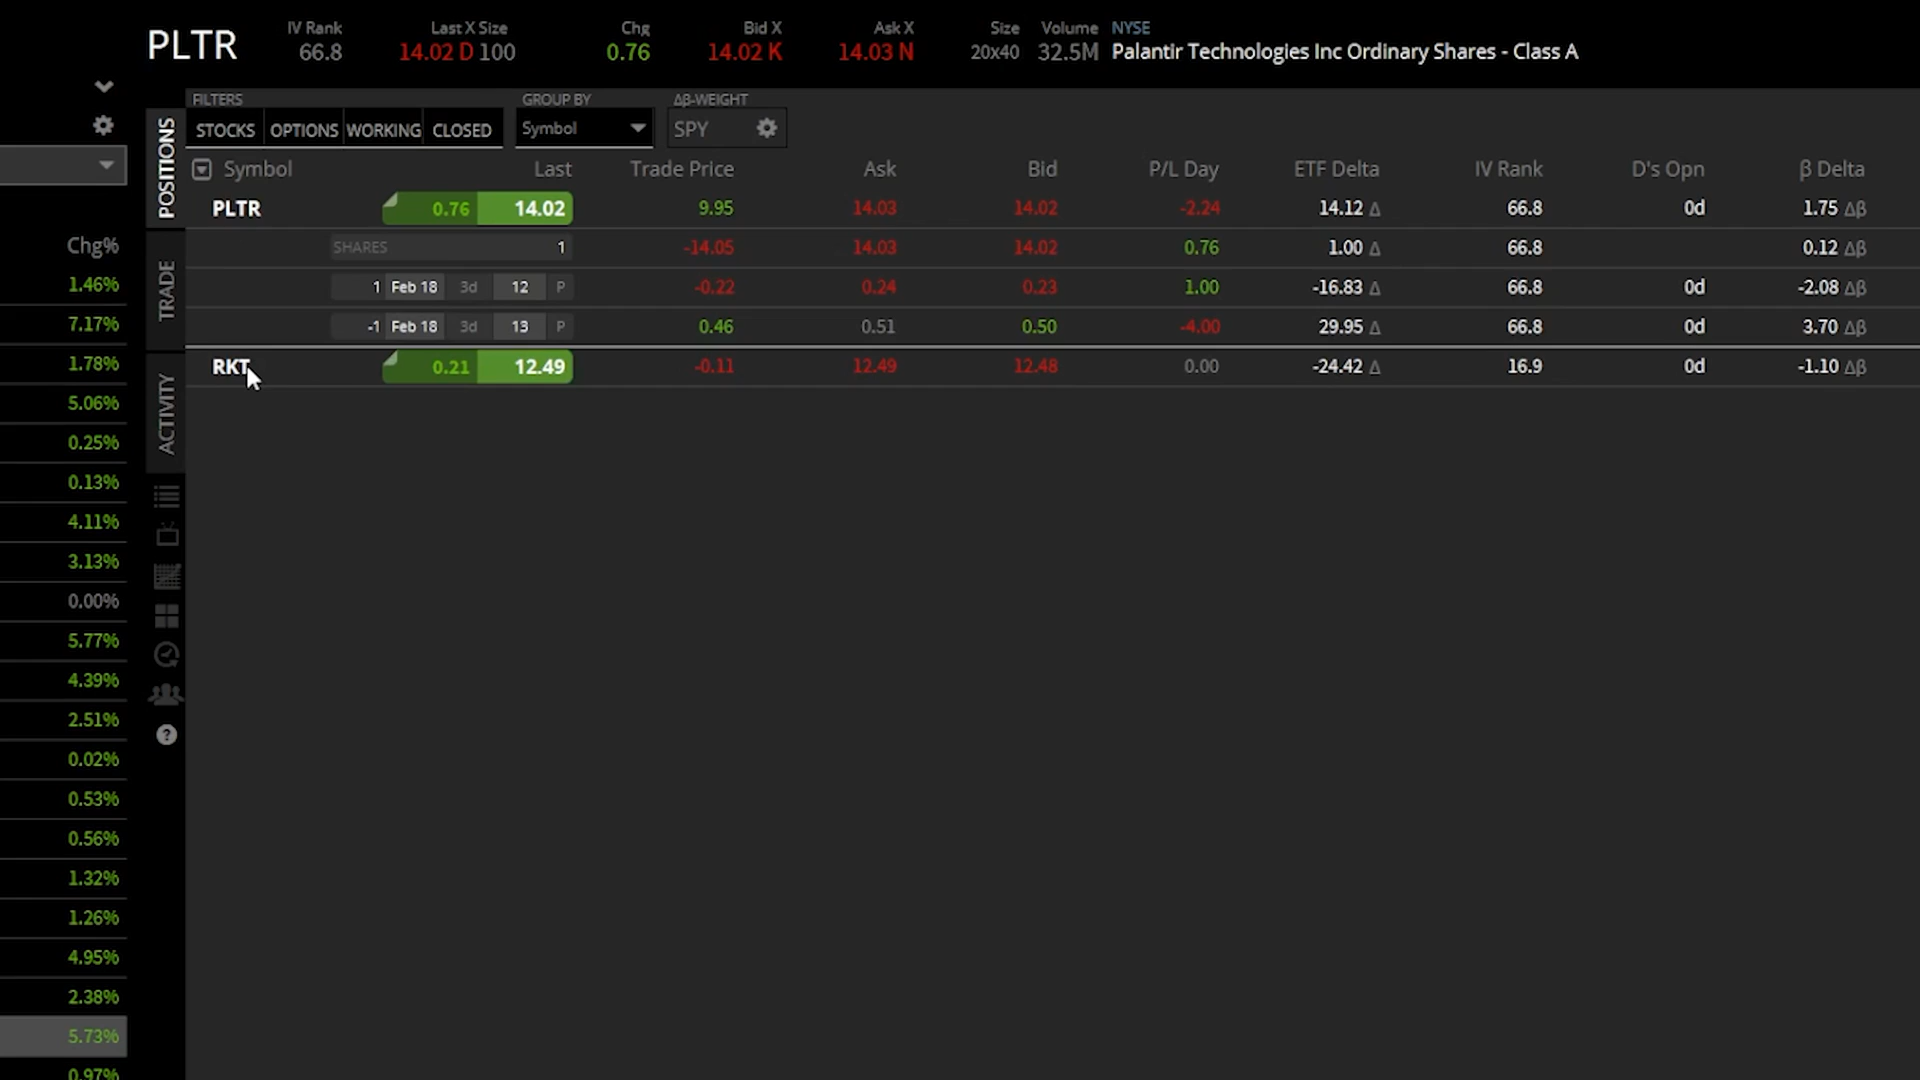 PLTR
IV Rank Last X Size Chg Bid X Ask X Size Volume NYSE
66.8 14.02 D 100 0.76 14.02 K 14.03 N 20x40 32.5M Palantir Technologies Inc Ordinary Shares - Class A
FILTERS GROUP BY Δβ-WEIGHT
STOCKS OPTIONS WORKING CLOSED Symbol SPY
POSITIONS
TRADE
ACTIVITY
?
Symbol Last Trade Price Ask Bid P/L Day ETF Delta IV Rank D's Opn β Delta
PLTR 0.76 14.02 9.95 14.03 14.02 -2.24 14.12 Δ 66.8 0d 1.75 Δβ
SHARES 1 -14.05 14.03 14.02 0.76 1.00 Δ 66.8 0.12 Δβ
1 Feb 18 3d 12 P -0.22 0.24 0.23 1.00 -16.83 Δ 66.8 0d -2.08 Δβ
-1 Feb 18 3d 13 P 0.46 0.51 0.50 -4.00 29.95 Δ 66.8 0d 3.70 Δβ
RKT 0.21 12.49 -0.11 12.49 12.48 0.00 -24.42 Δ 16.9 0d -1.10 Δβ
Chg%
1.46%
7.17%
1.78%
5.06%
0.25%
0.13%
4.11%
3.13%
0.00%
5.77%
4.39%
2.51%
0.02%
0.53%
0.56%
1.32%
1.26%
4.95%
2.38%
5.73%
0.97%